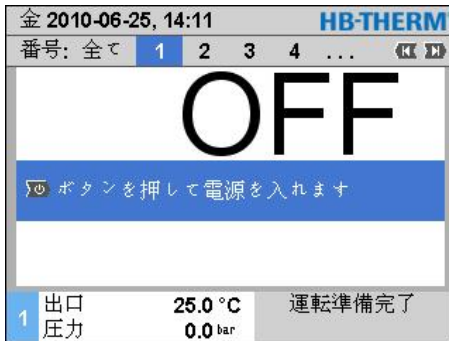 金 2010-06-25, 14:11 HB-THERM
番号: 全て 1 2 3 4 ...
OFF
ボタンを押して電源を入れます
1 出口 25.0 °C 運転準備完了
圧力 0.0 bar